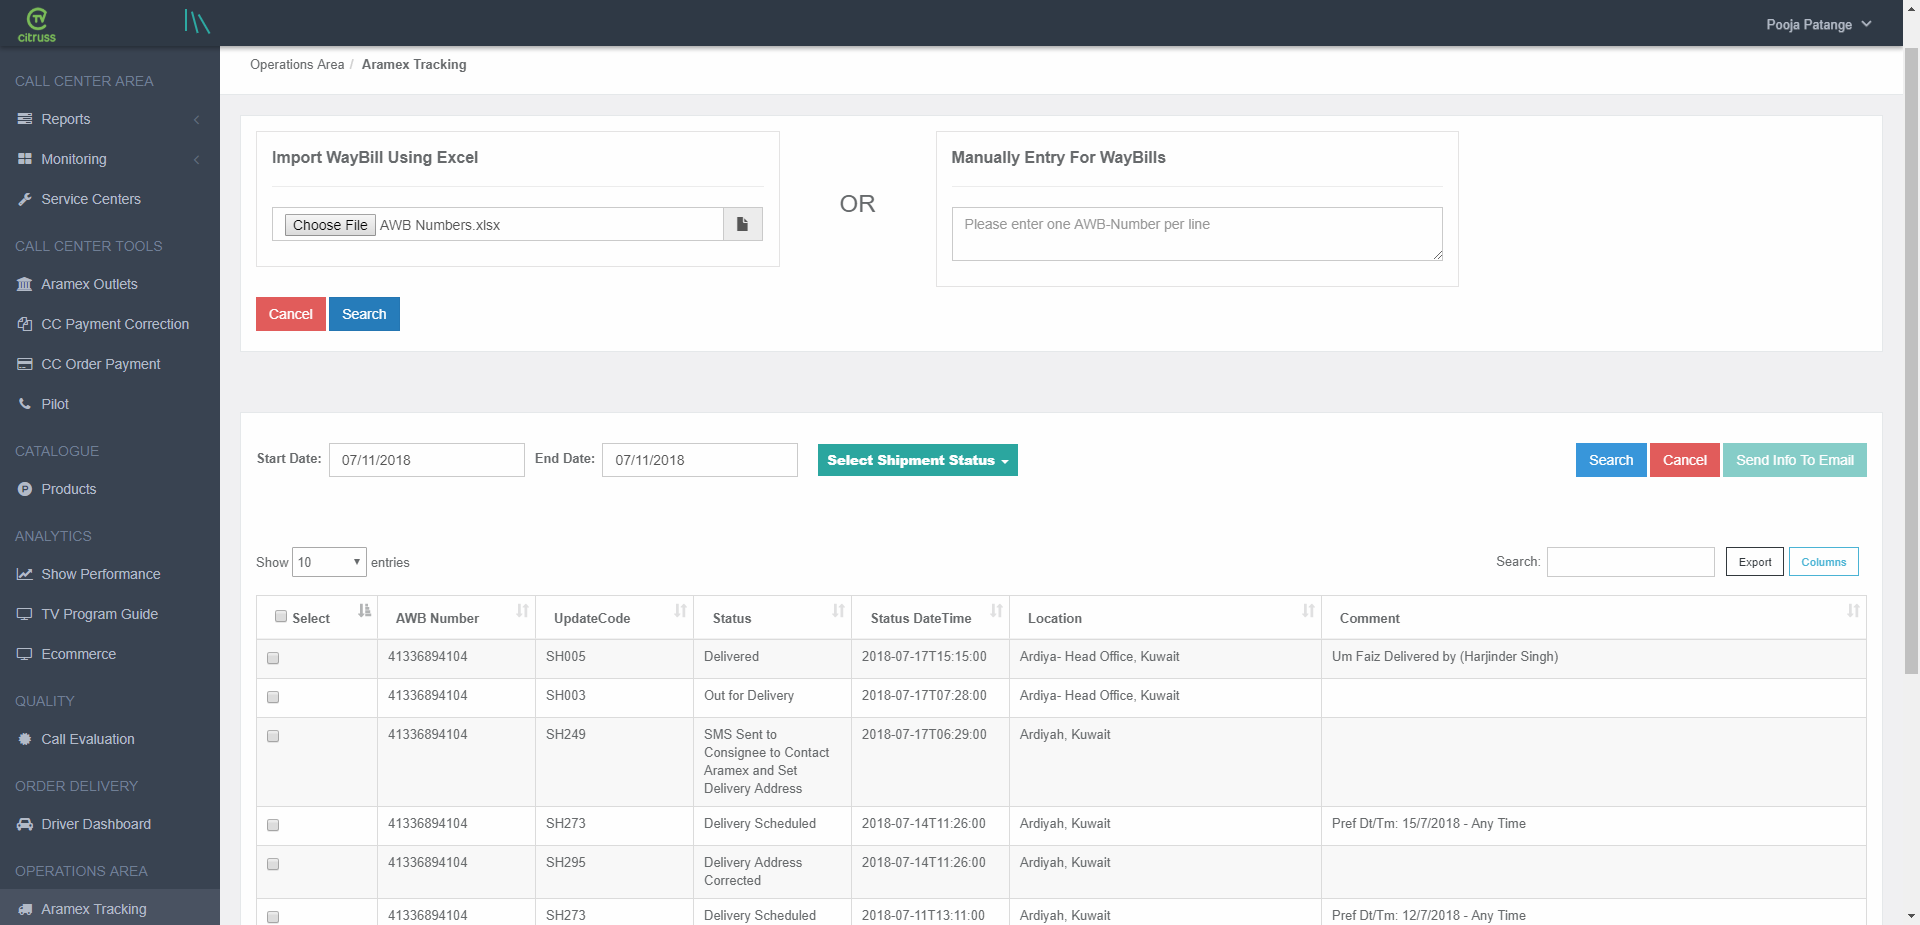 citruss
Pooja Patange
CALL CENTER AREA
Reports
Monitoring
Service Centers
CALL CENTER TOOLS
Aramex Outlets
CC Payment Correction
CC Order Payment
Pilot
CATALOGUE
Products
ANALYTICS
Show Performance
TV Program Guide
Ecommerce
QUALITY
Call Evaluation
ORDER DELIVERY
Driver Dashboard
OPERATIONS AREA
Aramex Tracking
Operations Area / Aramex Tracking
Import WayBill Using Excel
Choose File AWB Numbers.xlsx
OR
Manually Entry For WayBills
Please enter one AWB-Number per line
Cancel Search
Start Date: 07/11/2018 End Date: 07/11/2018 Select Shipment Status Search Cancel Send Info To Email
Show 10 entries Search: Export Columns
Select AWB Number UpdateCode Status Status DateTime Location Comment
41336894104 SH005 Delivered 2018-07-17T15:15:00 Ardiya- Head Office, Kuwait Um Faiz Delivered by (Harjinder Singh)
41336894104 SH003 Out for Delivery 2018-07-17T07:28:00 Ardiya- Head Office, Kuwait
41336894104 SH249 SMS Sent to 2018-07-17T06:29:00 Ardiyah, Kuwait
Consignee to Contact
Aramex and Set
Delivery Address
41336894104 SH273 Delivery Scheduled 2018-07-14T11:26:00 Ardiyah, Kuwait Pref Dt/Tm: 15/7/2018 - Any Time
41336894104 SH295 Delivery Address 2018-07-14T11:26:00 Ardiyah, Kuwait
Corrected
41336894104 SH273 Delivery Scheduled 2018-07-11T13:11:00 Ardiyah, Kuwait Pref Dt/Tm: 12/7/2018 - Any Time